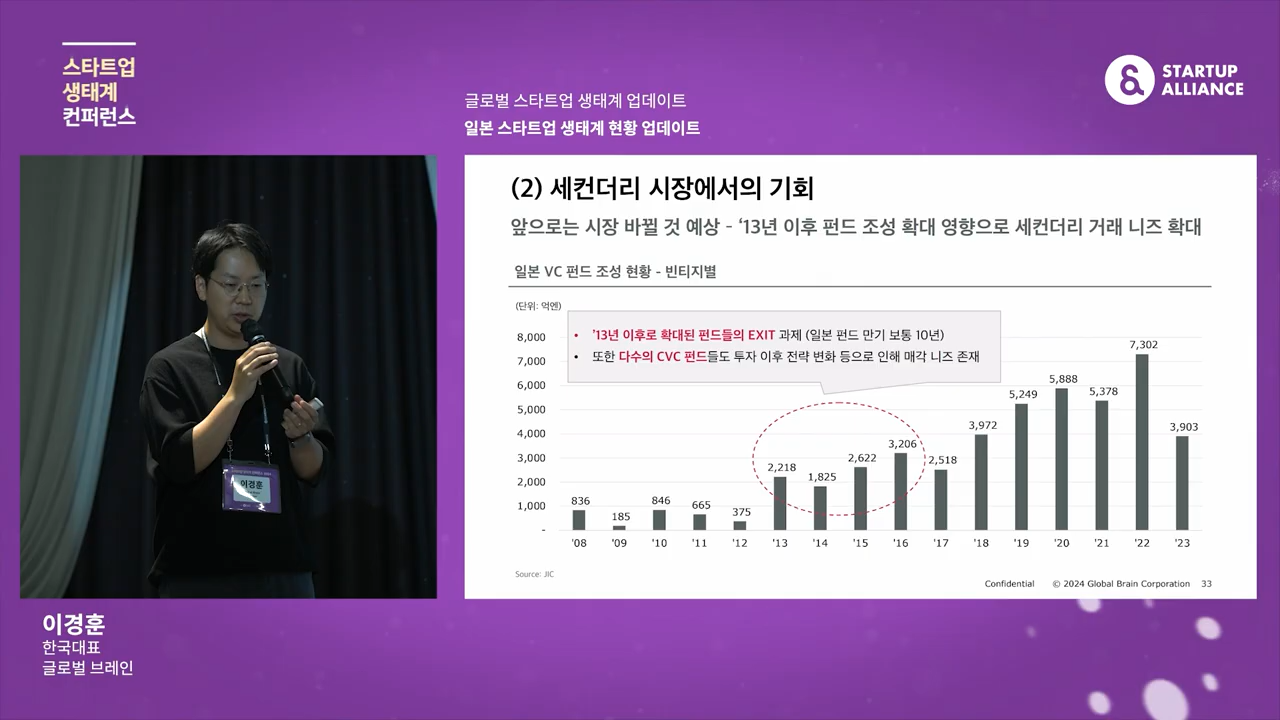 스타트업
생태계
컨퍼런스
글로벌 스타트업 생태계 업데이트
일본 스타트업 생태계 현황 업데이트
STARTUP
ALLIANCE
(2) 세컨더리 시장에서의 기회
앞으로는 시장 바뀔 것 예상 - ‘13년 이후 펀드 조성 확대 영향으로 세컨더리 거래 니즈 확대
일본 VC 펀드 조성 현황 - 빈티지별
(단위: 억엔)
• ’13년 이후로 확대된 펀드들의 EXIT 과제 (일본 펀드 만기 보통 10년)
• 또한 다수의 CVC 펀드들도 투자 이후 전략 변화 등으로 인해 매각 니즈 존재
8,000
7,000
6,000
5,000
4,000
3,000
2,000
1,000
-
836
185
846
665
375
2,218
1,825
2,622
3,206
2,518
3,972
5,249
5,888
5,378
7,302
3,903
'08 '09 '10 '11 '12 '13 '14 '15 '16 '17 '18 '19 '20 '21 '22 '23
Source: JIC
Confidential © 2024 Global Brain Corporation 33
이경훈
이경훈
한국대표
글로벌 브레인